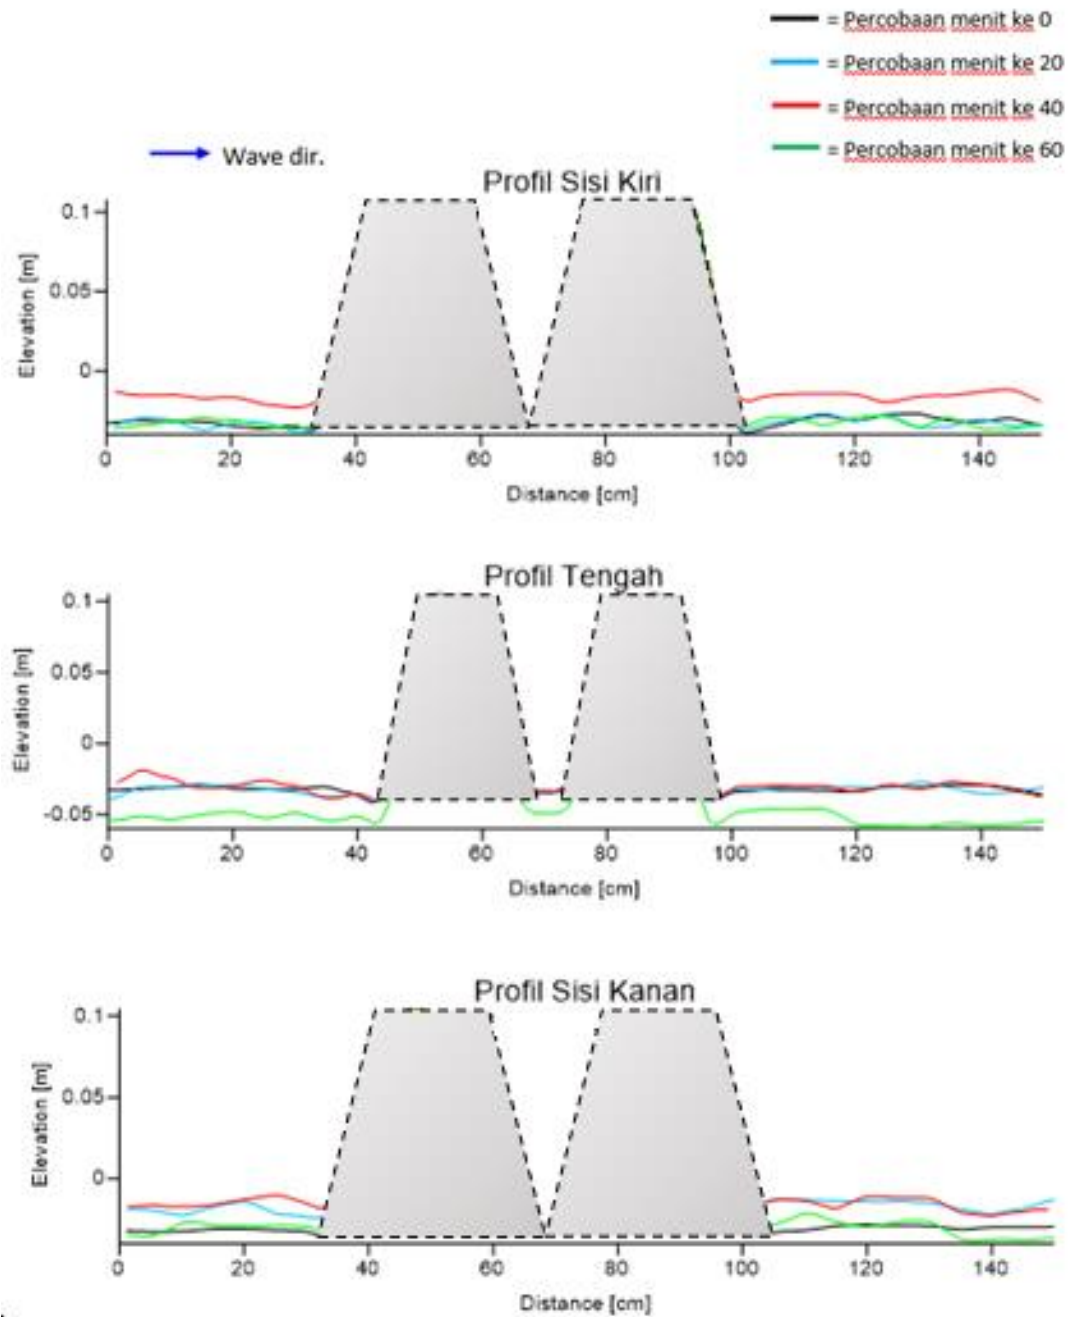 = Percobaan menit ke 0
= Percobaan menit ke 20
= Percobaan menit ke 40
= Percobaan menit ke 60
Wave dir.
Profil Sisi Kiri
Elevation [m]
0.1
0.05
0
0 20 40 60 80 100 120 140
Distance [cm]
Profil Tengah
Elevation [m]
0.1
0.05
0
-0.05
0 20 40 60 80 100 120 140
Distance [cm]
Profil Sisi Kanan
Elevation [m]
0.1
0.05
0
0 20 40 60 80 100 120 140
Distance [cm]